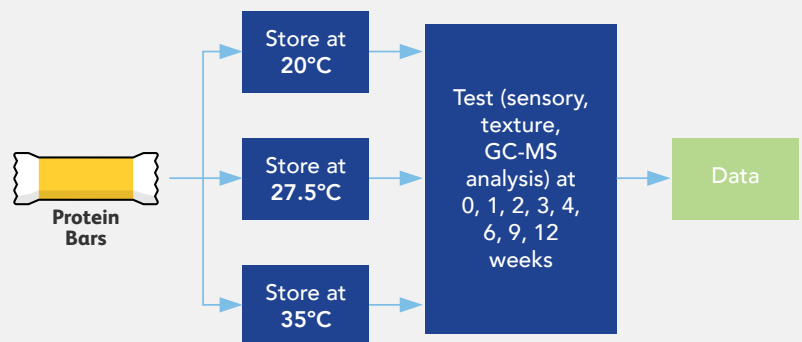 Protein
Bars
Store at
20°C
Store at
27.5°C
Store at
35°C
Test (sensory,
texture,
GC-MS
analysis) at
0, 1, 2, 3, 4,
6, 9, 12
weeks
Data